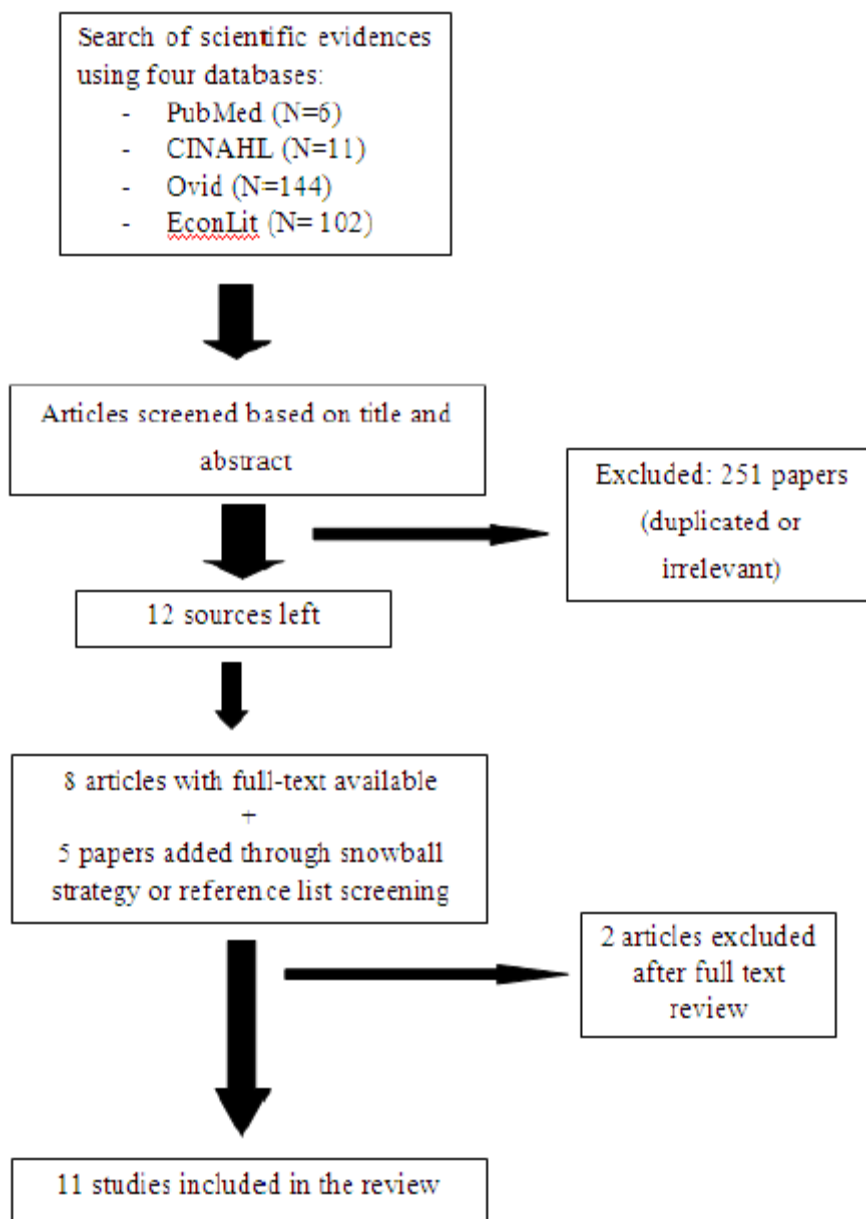 Search of scientific evidences
using four databases:
- PubMed (N=6)
- CINAHL (N=11)
- Ovid (N=144)
- EconLit (N= 102)
Articles screened based on title and
abstract
Excluded: 251 papers
(duplicated or
irrelevant)
12 sources left
8 articles with full-text available
+
5 papers added through snowball
strategy or reference list screening
2 articles excluded
after full text
review
11 studies included in the review